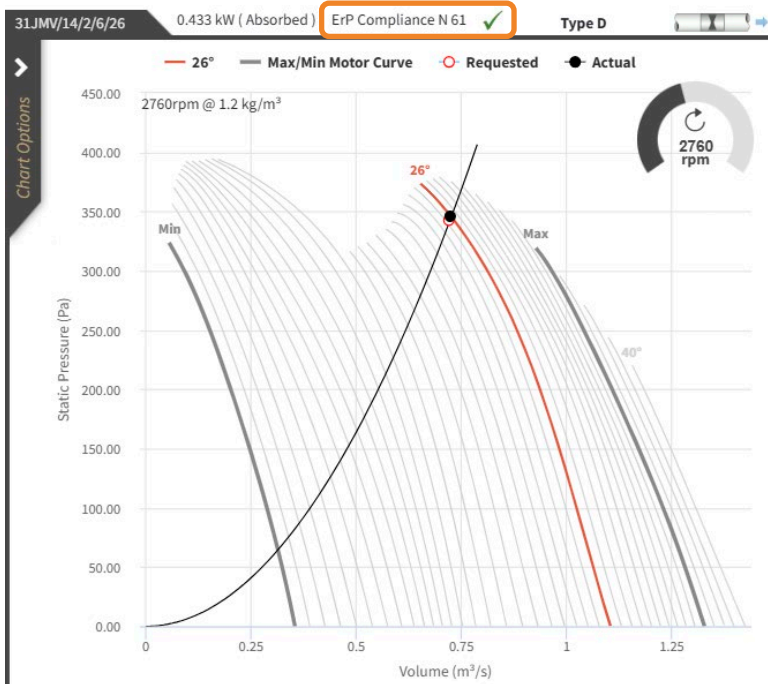 31JMV/14/2/6/26
0.433 kW ( Absorbed )
ErP Compliance N 61
Type D
Chart Options
26°
Max/Min Motor Curve
Requested
Actual
2760rpm @ 1.2 kg/m³
2760
rpm
450.00
400.00
350.00
300.00
250.00
200.00
150.00
100.00
50.00
0.00
Static Pressure (Pa)
26°
Min
Max
40°
0
0.25
0.5
0.75
1
1.25
Volume (m³/s)